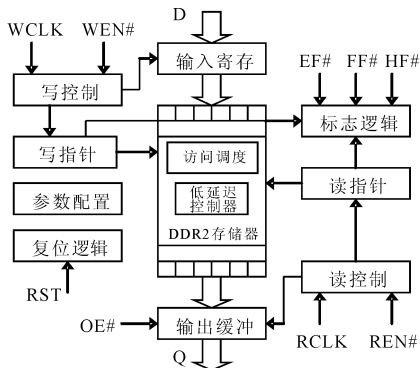 D
WCLK WEN#
输入寄存
EF# FF# HF#
写控制
标志逻辑
写指针
访问调度
读指针
参数配置
低延迟
控制器
DDR2存储器
复位逻辑
读控制
RST
OE#
输出缓冲
RCLK REN#
Q